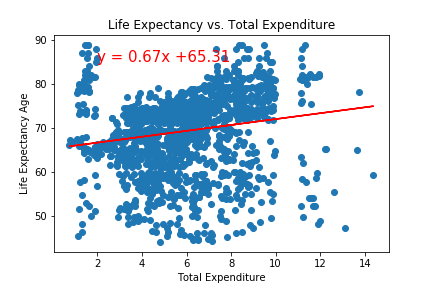 Life Expectancy vs. Total Expenditure
y = 0.67x +65.31
90
80
70
60
50
Life Expectancy Age
2 4 6 8 10 12 14
Total Expenditure